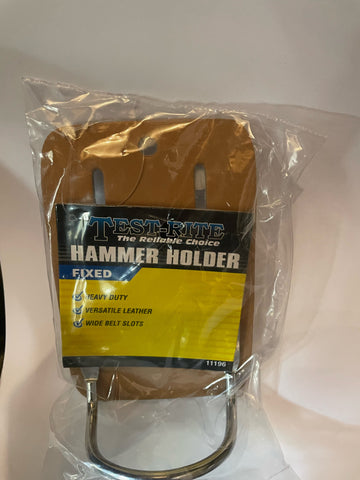 TEST-RITE
The Reliable Choice
HAMMER HOLDER
FIXED
HEAVY DUTY
VERSATILE LEATHER
WIDE BELT SLOTS
11196